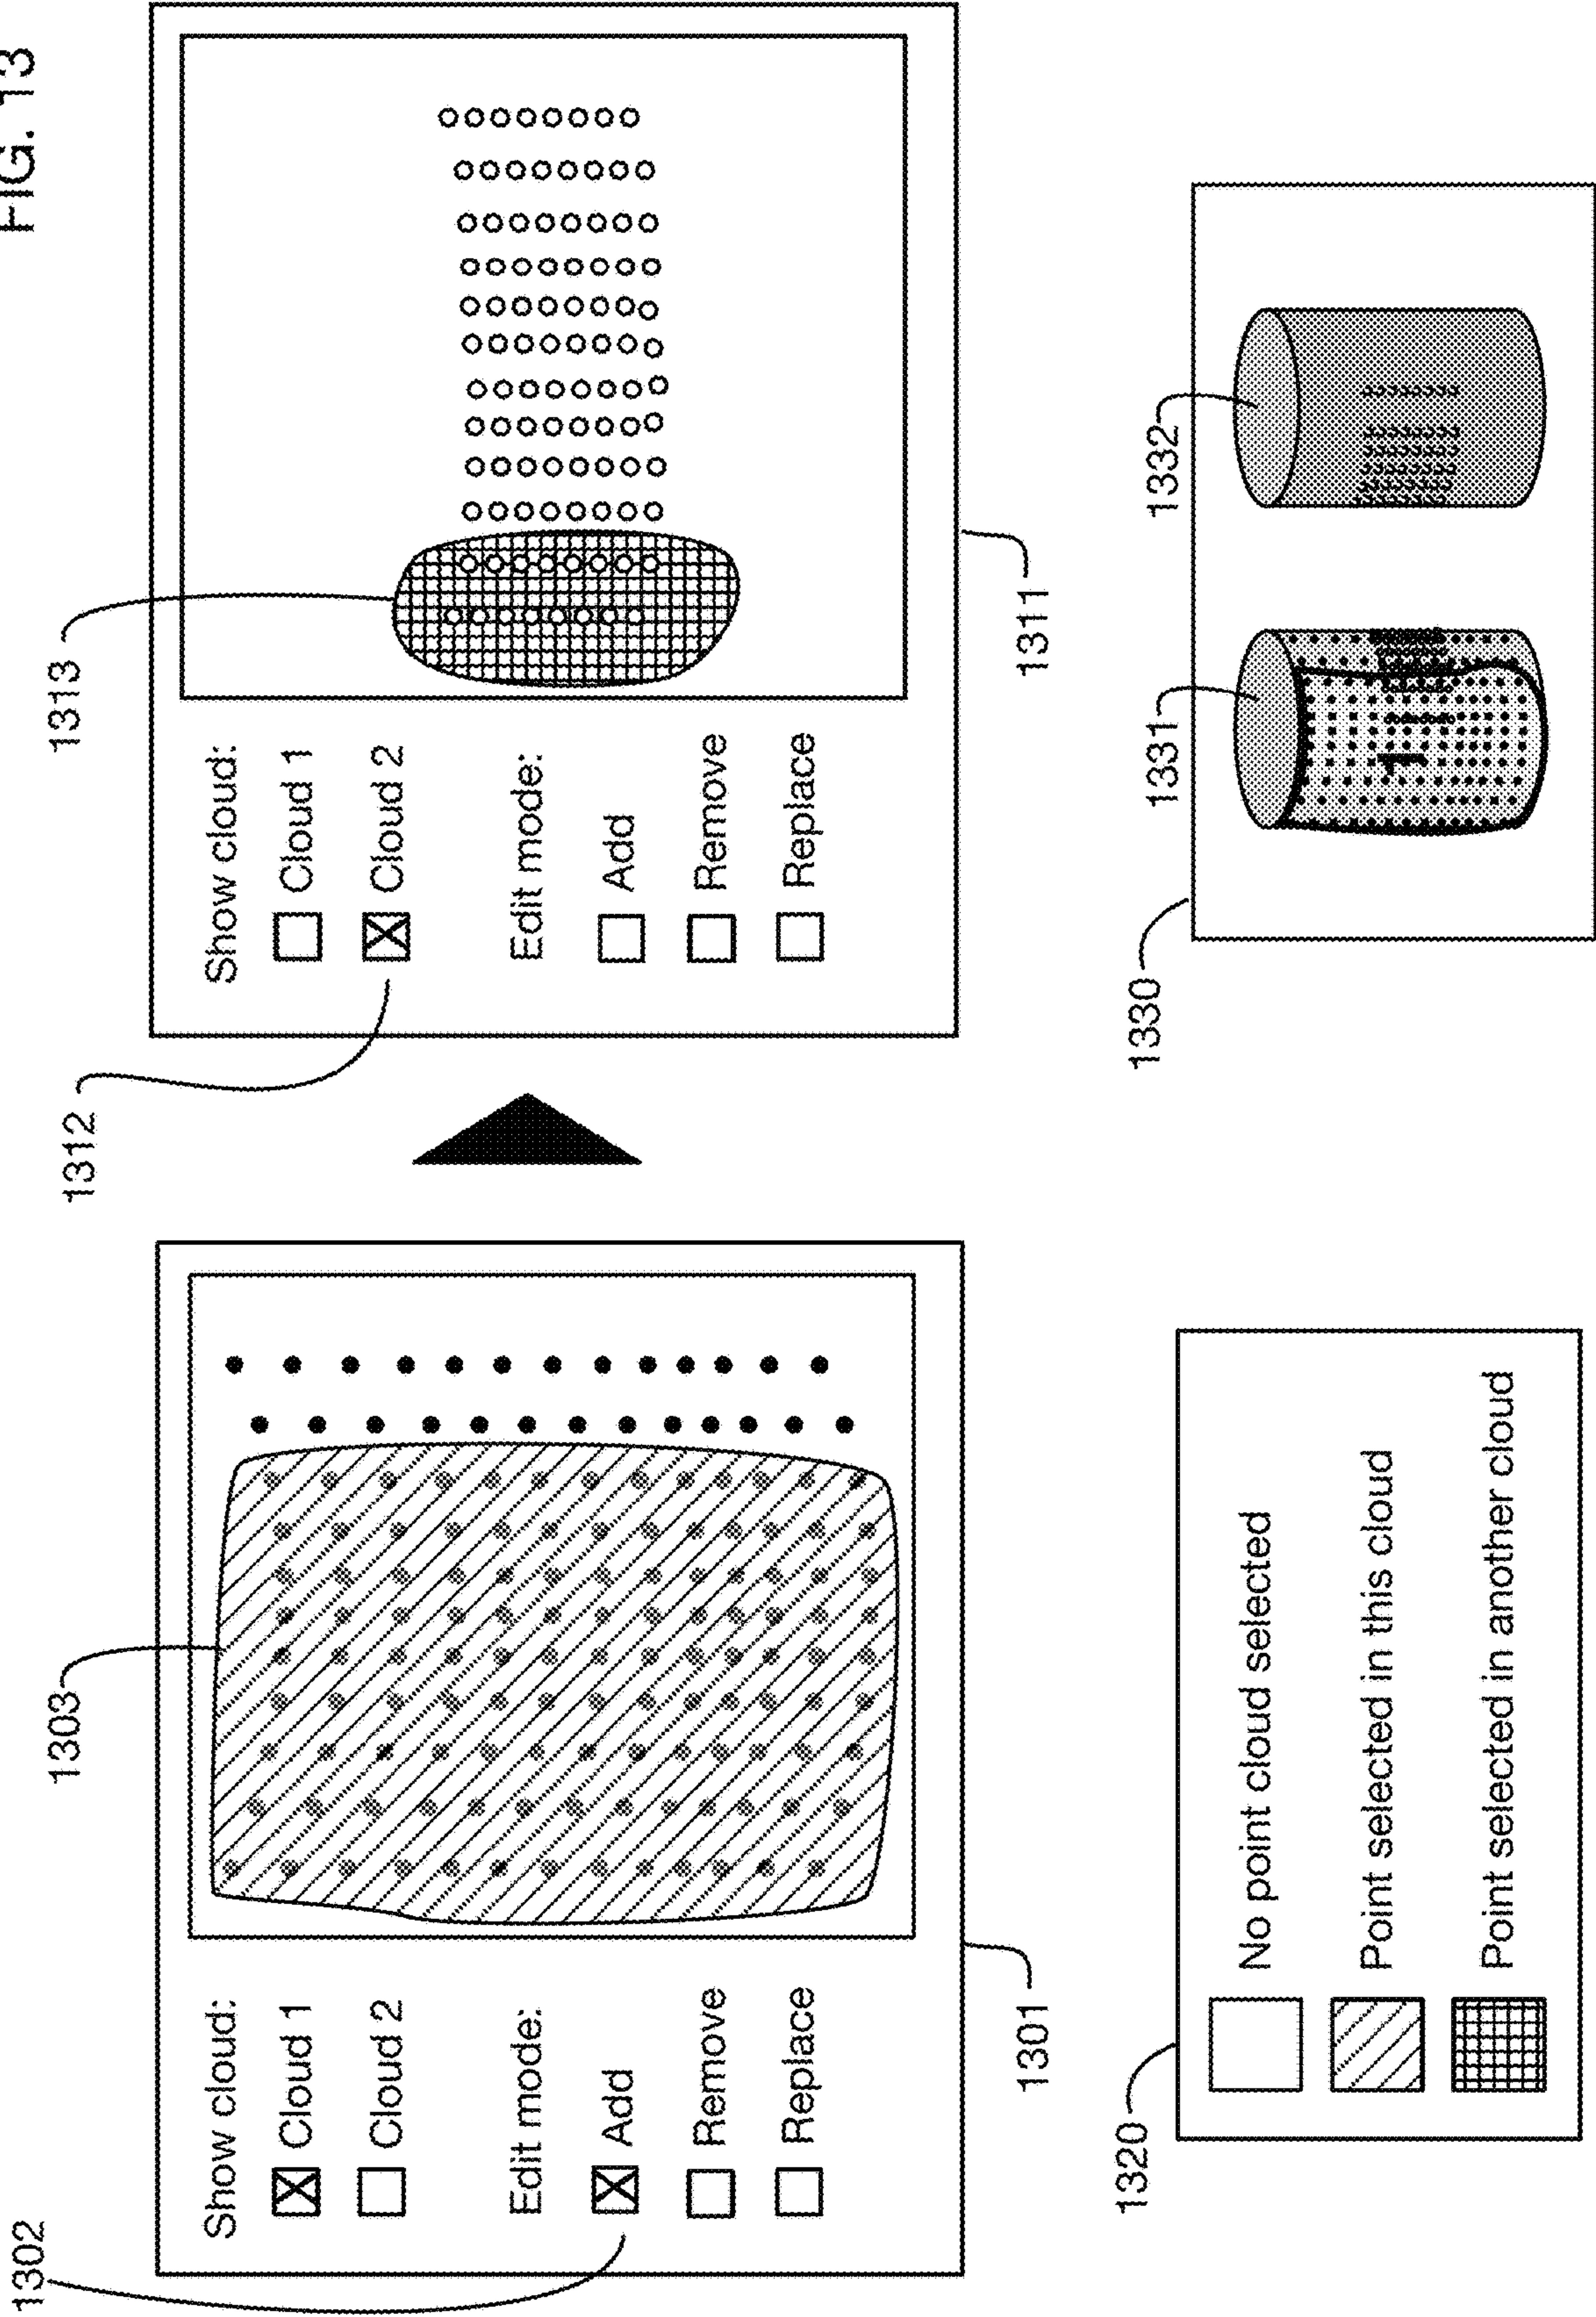 FIG. 13
1302
1303
Show cloud:
Cloud 1
Cloud 2
Edit mode:
Add
Remove
Replace
1301
1312
1313
Show cloud:
Cloud 1
Cloud 2
Edit mode:
Add
Remove
Replace
1311
1320
No point cloud selected
Point selected in this cloud
Point selected in another cloud
1330
1331
1332
1